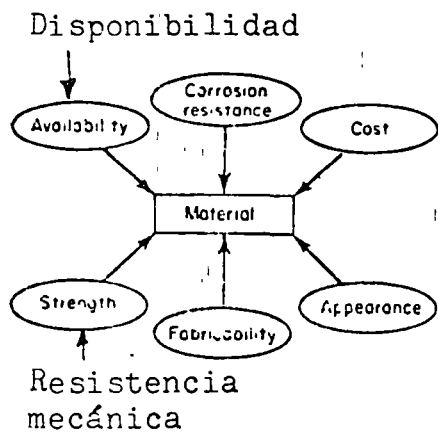 Disponibilidad
Corrosion
resistance
Availability
Cost
Material
Strength
Fabricability
Appearance
Resistencia
mecánica